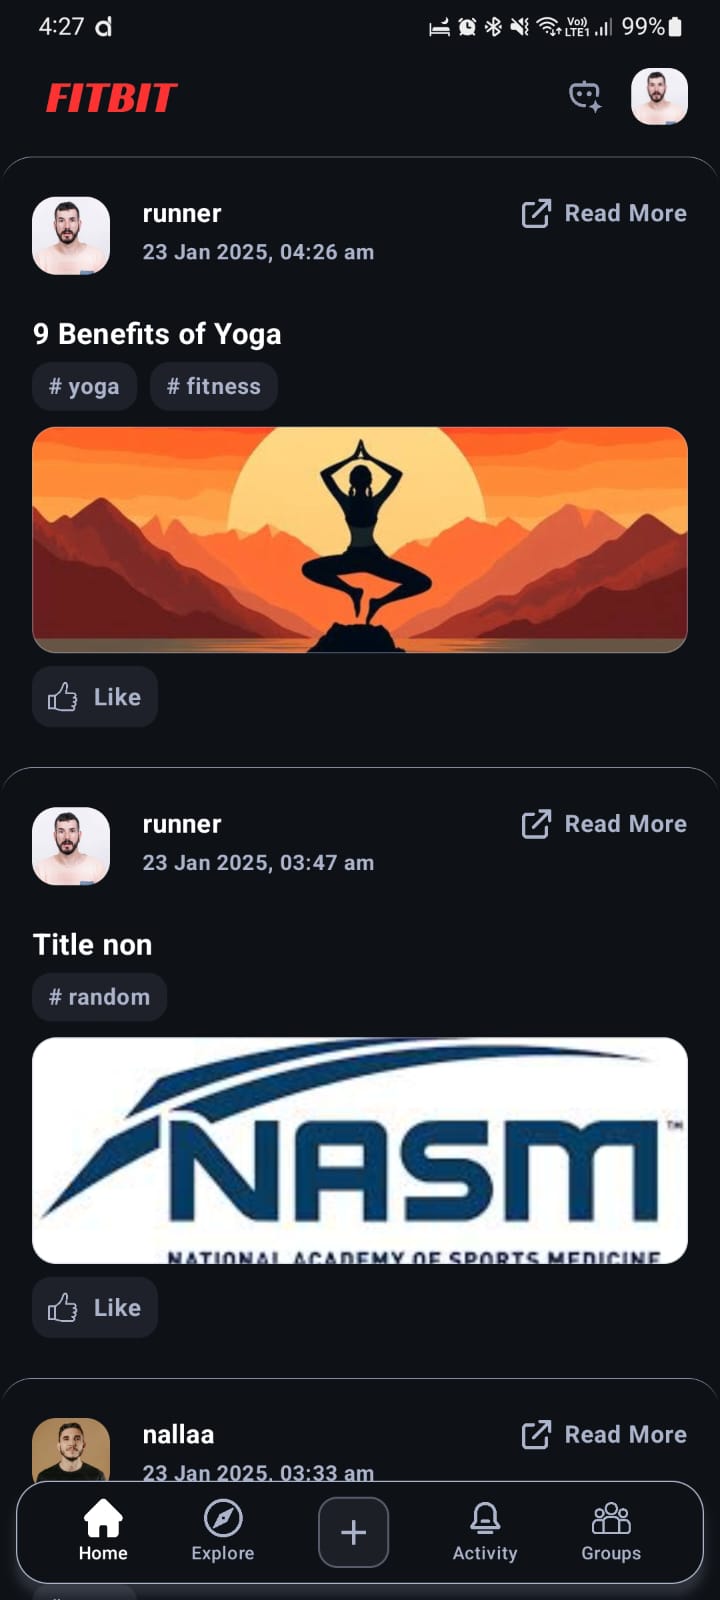 4:27 d Vo)) LTE1 99%
FITBIT
runner Read More
23 Jan 2025, 04:26 am
9 Benefits of Yoga
# yoga # fitness
Like
runner Read More
23 Jan 2025, 03:47 am
Title non
# random
NASM TM
NATIONAL ACADEMY OF SPORTS MEDICINE
Like
nallaa Read More
23 Jan 2025, 03:33 am
Home Explore + Activity Groups